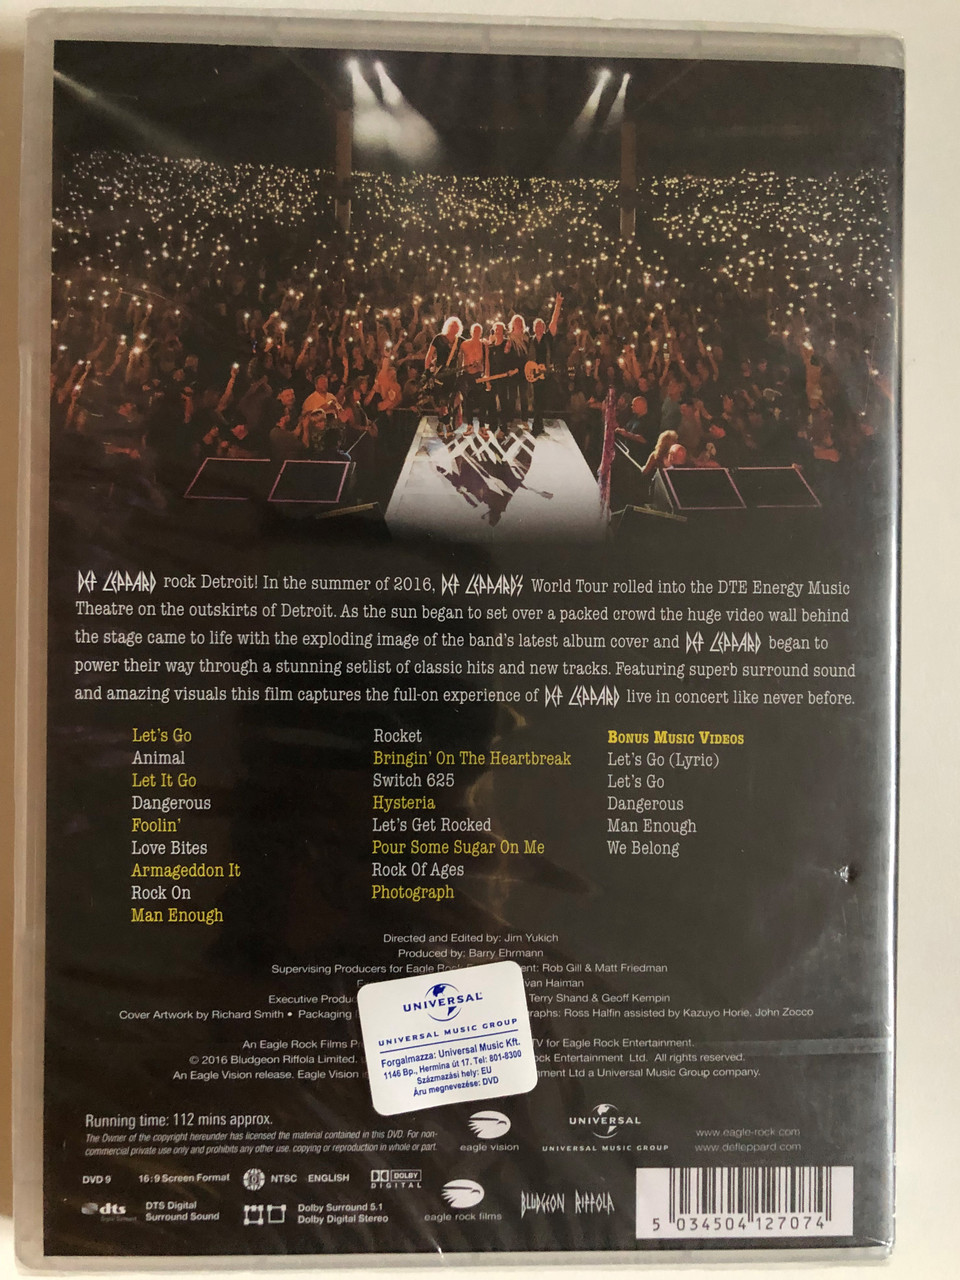 DEF LEPPARD rock Detroit! In the summer of 2016, DEF LEPPARD'S World Tour rolled into the DTE Energy Music
Theatre on the outskirts of Detroit. As the sun began to set over a packed crowd the huge video wall behind
the stage came to life with the exploding image of the band's latest album cover and DEF LEPPARD began to
power their way through a stunning setlist of classic hits and new tracks. Featuring superb surround sound
and amazing visuals this film captures the full-on experience of DEF LEPPARD live in concert like never before.
Let's Go
Animal
Let It Go
Dangerous
Foolin'
Love Bites
Armageddon It
Rock On
Man Enough
Rocket
Bringin' On The Heartbreak
Switch 625
Hysteria
Let's Get Rocked
Pour Some Sugar On Me
Rock Of Ages
Photograph
BONUS MUSIC VIDEOS
Let's Go (Lyric)
Let's Go
Dangerous
Man Enough
We Belong
Directed and Edited by: Jim Yukich
Produced by: Barry Ehrmann
Supervising Producers for Eagle Rob Gill & Matt Friedman
Haiman
Executive Terry Shand & Geoff Kempin
Cover Artwork by Richard Smith • Packaging Ross Halfin assisted by Kazuyo Horie, John Zocco
An Eagle Rock Films TV for Eagle Rock Entertainment.
© 2016 Bludgeon Riffola Limited. Entertainment Ltd. All rights reserved.
An Eagle Vision release. Eagle Vision Ltd a Universal Music Group company.
UNIVERSAL
UNIVERSAL MUSIC GROUP
Forgalmazza: Universal Music Kft.
1146 Bp., Hermina út 17. Tel: 801-8300
Származási hely: EU
Áru megnevezése: DVD
Running time: 112 mins approx.
The Owner of the copyright hereunder has licensed the material contained in this DVD. For non-
commercial private use only and prohibits any other use. copying or reproduction in whole or part.
eagle vision
UNIVERSAL
UNIVERSAL MUSIC GROUP
www.eagle-rock.com
www.defleppard.com
DVD 9
16:9 Screen Format
NTSC
ENGLISH
DOLBY
DIGITAL
dts
DTS Digital
Surround Sound
Dolby Surround 5.1
Dolby Digital Stereo
eagle rock films
BLUDGEON RIFFOLA
5 034504 127074